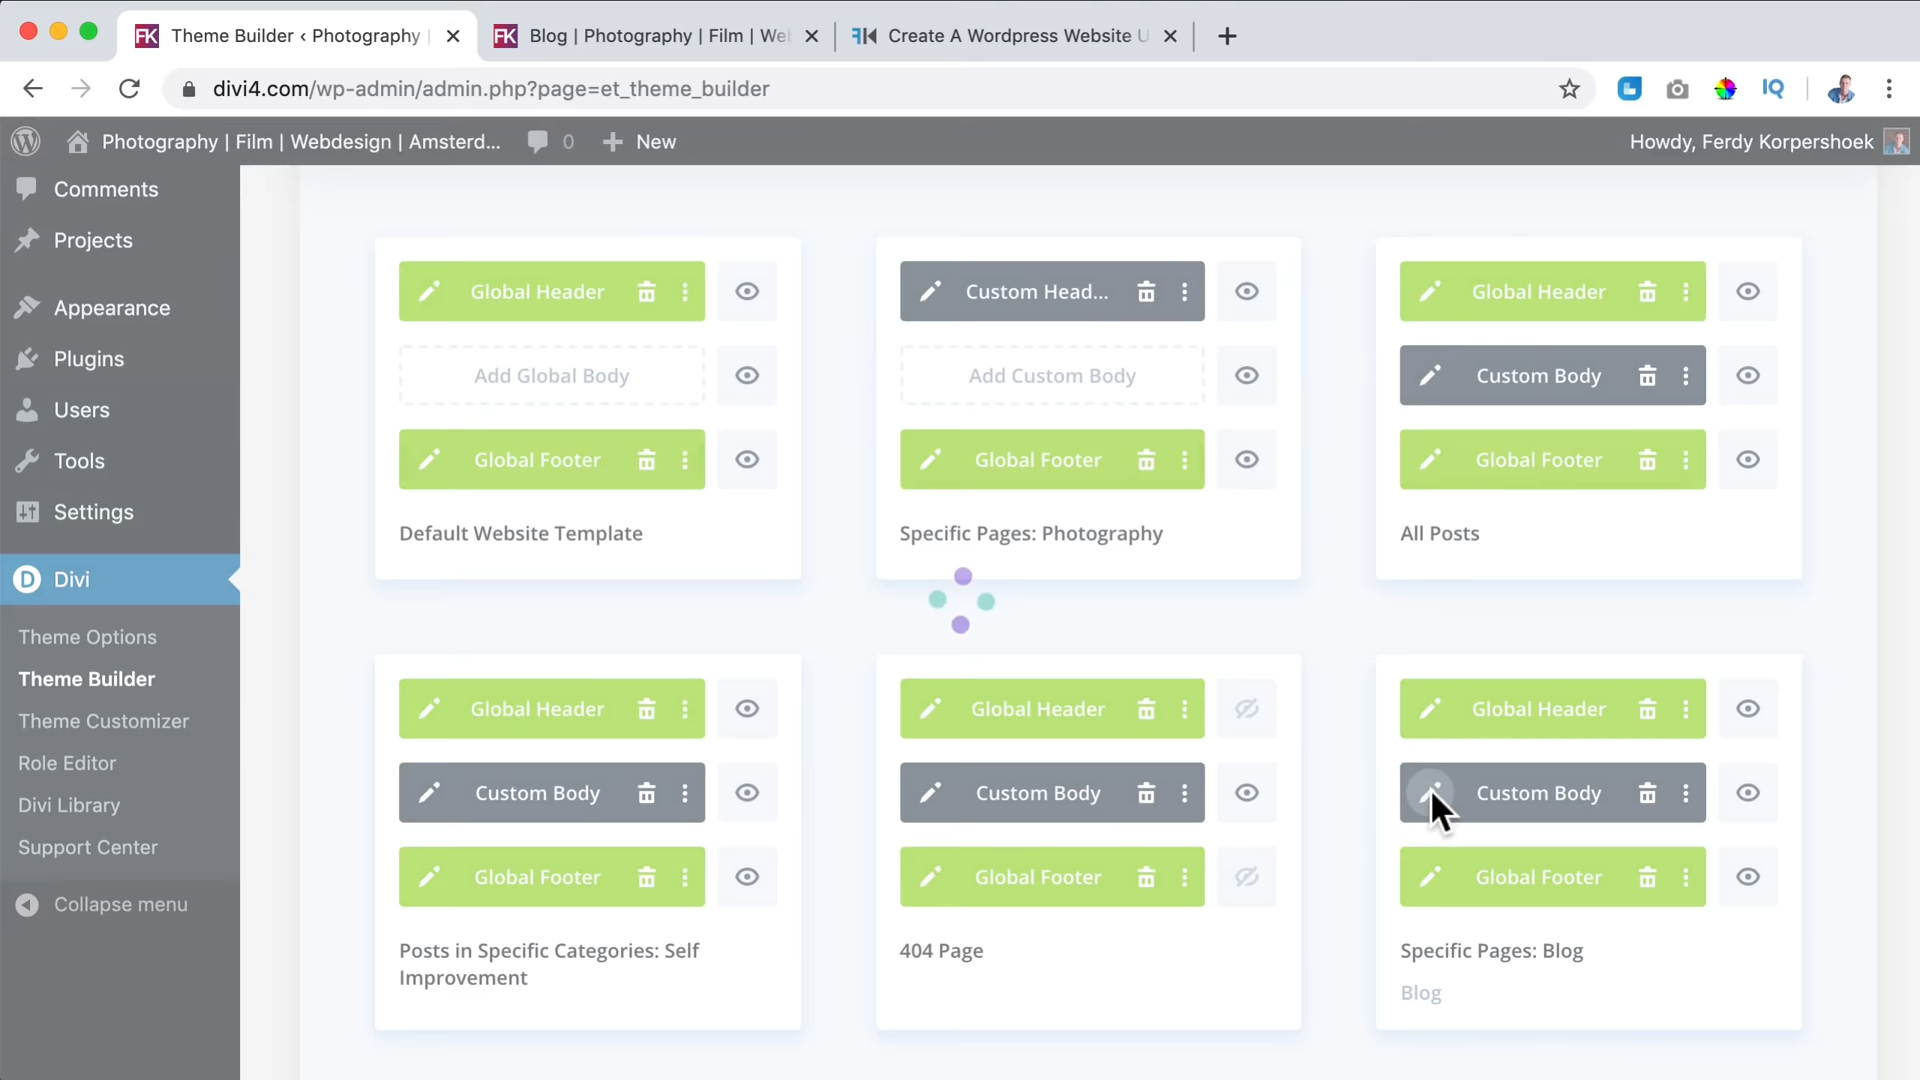 FK Theme Builder ‹ Photography |
FK Blog | Photography | Film | We
Create A Wordpress Website U
divi4.com/wp-admin/admin.php?page=et_theme_builder
IQ
Photography | Film | Webdesign | Amsterd...
0
New
Howdy, Ferdy Korpershoek
Comments
Projects
Appearance
Plugins
Users
Tools
Settings
D Divi
Theme Options
Theme Builder
Theme Customizer
Role Editor
Divi Library
Support Center
Collapse menu
Global Header
Add Global Body
Global Footer
Default Website Template
Custom Head...
Add Custom Body
Global Footer
Specific Pages: Photography
Global Header
Custom Body
Global Footer
All Posts
Global Header
Custom Body
Global Footer
Posts in Specific Categories: Self
Improvement
Global Header
Custom Body
Global Footer
404 Page
Global Header
Custom Body
Global Footer
Specific Pages: Blog
Blog